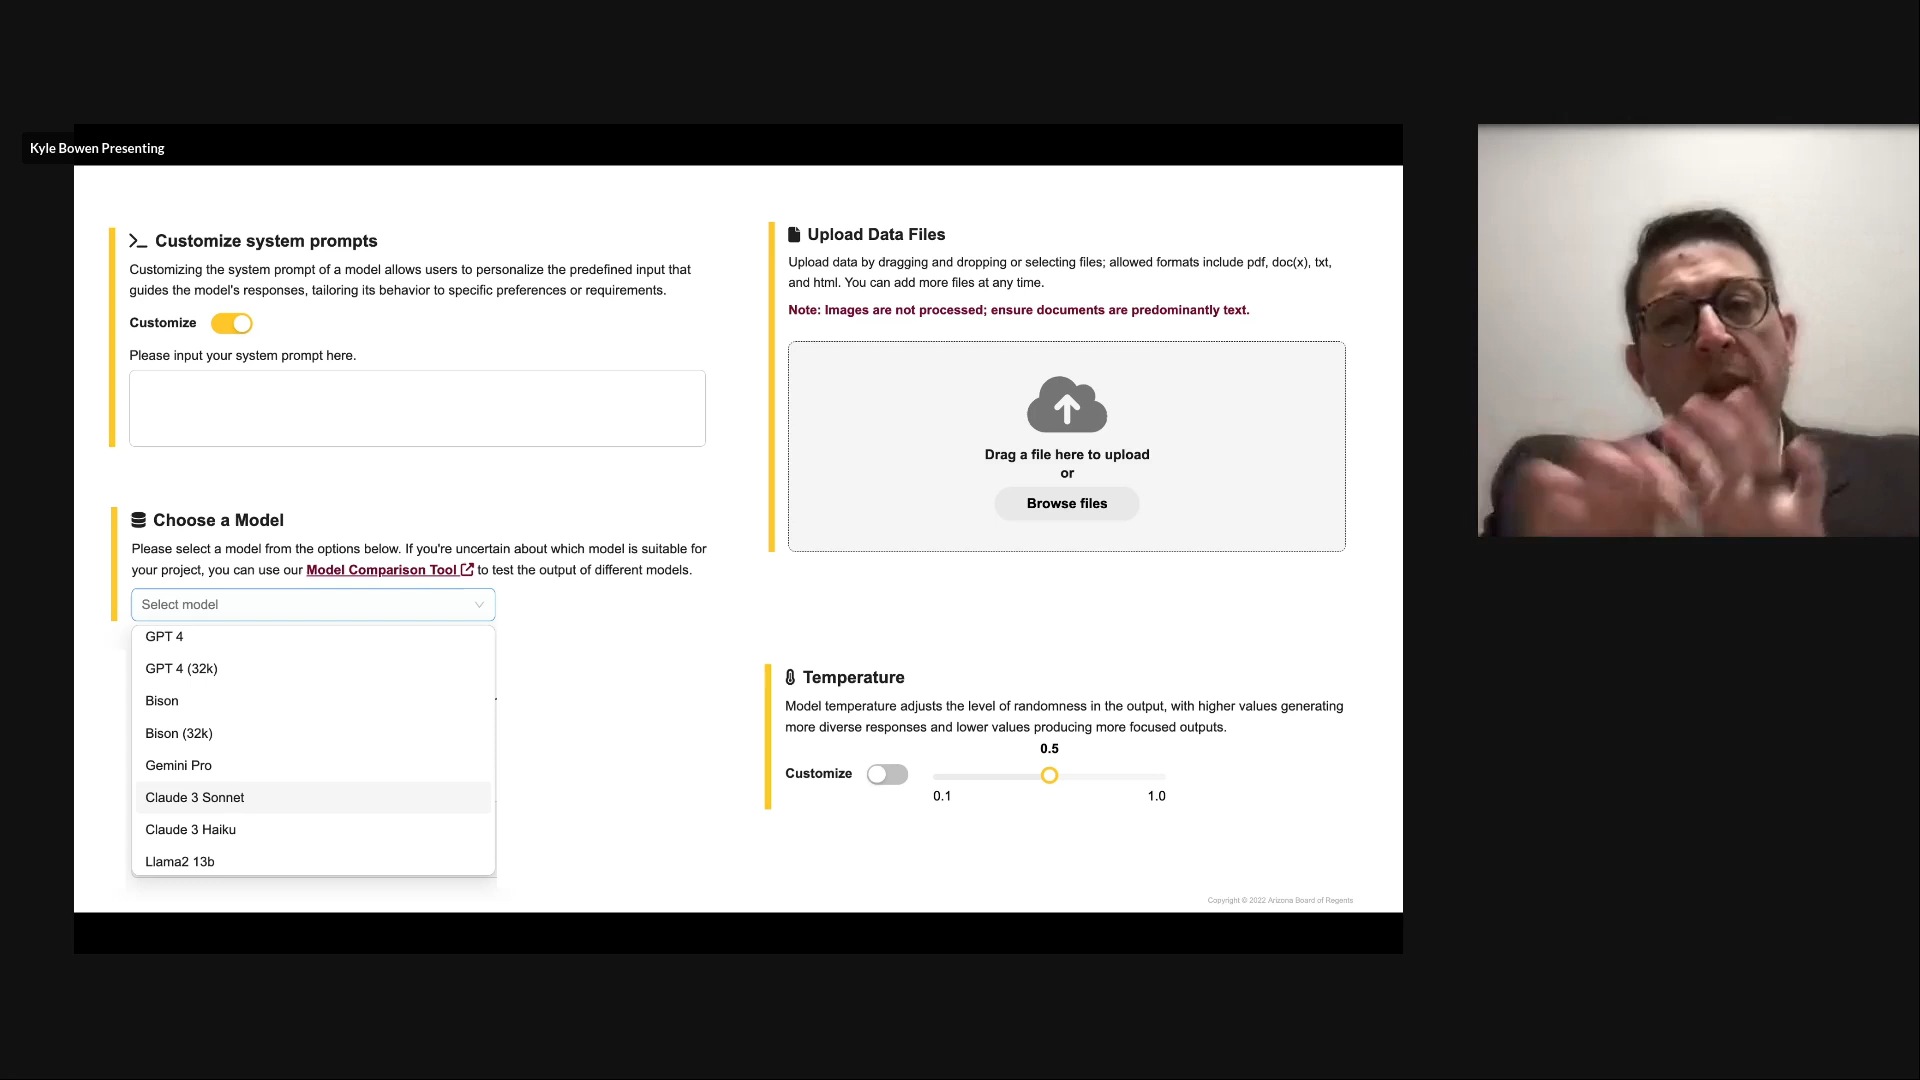 Kyle Bowen Presenting
Customize system prompts
Customizing the system prompt of a model allows users to personalize the predefined input that
guides the model's responses, tailoring its behavior to specific preferences or requirements.
Customize
Please input your system prompt here.
Choose a Model
Please select a model from the options below. If you're uncertain about which model is suitable for
your project, you can use our Model Comparison Tool to test the output of different models.
Select model
GPT 4
GPT 4 (32k)
Bison
Bison (32k)
Gemini Pro
Claude 3 Sonnet
Claude 3 Haiku
Llama2 13b
Upload Data Files
Upload data by dragging and dropping or selecting files; allowed formats include pdf, doc(x), txt,
and html. You can add more files at any time.
Note: Images are not processed; ensure documents are predominantly text.
Drag a file here to upload
or
Browse files
Temperature
Model temperature adjusts the level of randomness in the output, with higher values generating
more diverse responses and lower values producing more focused outputs.
0.5
Customize
0.1 1.0
Copyright © 2022 Arizona Board of Regents